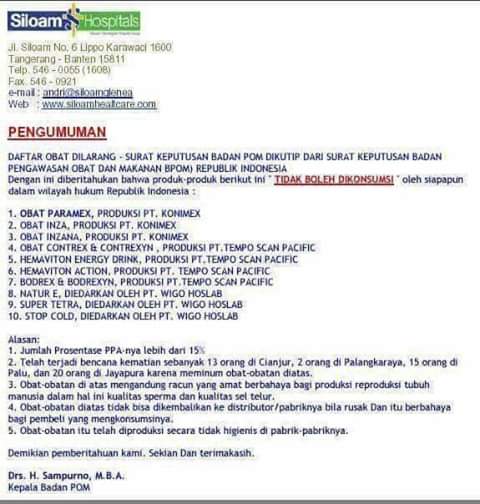 Siloam Hospitals
Jl. Siloam No. 6 Lippo Karawaci 1600
Tangerang - Banten 15811
Telp. 546 - 0055 (1608)
Fax. 546 - 0921
e-mail : andri@siloamglenea
Web : www.siloamhealtcare.com
PENGUMUMAN
DAFTAR OBAT DILARANG - SURAT KEPUTUSAN BADAN POM DIKUTIP DARI SURAT KEPUTUSAN BADAN
PENGAWASAN OBAT DAN MAKANAN BPOM) REPUBLIK INDONESIA
Dengan ini diberitahukan bahwa produk-produk berikut ini " TIDAK BOLEH DIKONSUMSI " oleh siapapun
dalam wilayah hukum Republik Indonesia :
1. OBAT PARAMEX, PRODUKSI PT. KONIMEX
2. OBAT INZA, PRODUKSI PT. KONIMEX
3. OBAT INZANA, PRODUKSI PT. KONIMEX
4. OBAT CONTREX & CONTREXYN , PRODUKSI PT.TEMPO SCAN PACIFIC
5. HEMAVITON ENERGY DRINK, PRODUKSI PT.TEMPO SCAN PACIFIC
6. HEMAVITON ACTION, PRODUKSI PT. TEMPO SCAN PACIFIC
7. BODREX & BODREXYN, PRODUKSI PT.TEMPO SCAN PACIFIC
8. NATUR E, DIEDARKAN OLEH PT. WIGO HOSLAB
9. SUPER TETRA, DIEDARKAN OLEH PT. WIGO HOSLAB
10. STOP COLD, DIEDARKAN OLEH PT. WIGO HOSLAB
Alasan:
1. Jumlah Prosentase PPA-nya lebih dari 15%
2. Telah terjadi bencana kematian sebanyak 13 orang di Cianjur, 2 orang di Palangkaraya, 15 orang di
Palu, dan 20 orang di Jayapura karena meminum obat-obatan diatas.
3. Obat-obatan di atas mengandung racun yang amat berbahaya bagi produksi reproduksi tubuh
manusia dalam hal ini kualitas sperma dan kualitas sel telur.
4. Obat-obatan diatas tidak bisa dikembalikan ke distributor/pabriknya bila rusak Dan itu berbahaya
bagi pembeli yang mengkonsumsinya.
5. Obat-obatan itu telah diproduksi secara tidak higienis di pabrik-pabriknya.
Demikian pemberitahuan kami. Sekian Dan terimakasih.
Drs. H. Sampurno, M.B.A.
Kepala Badan POM